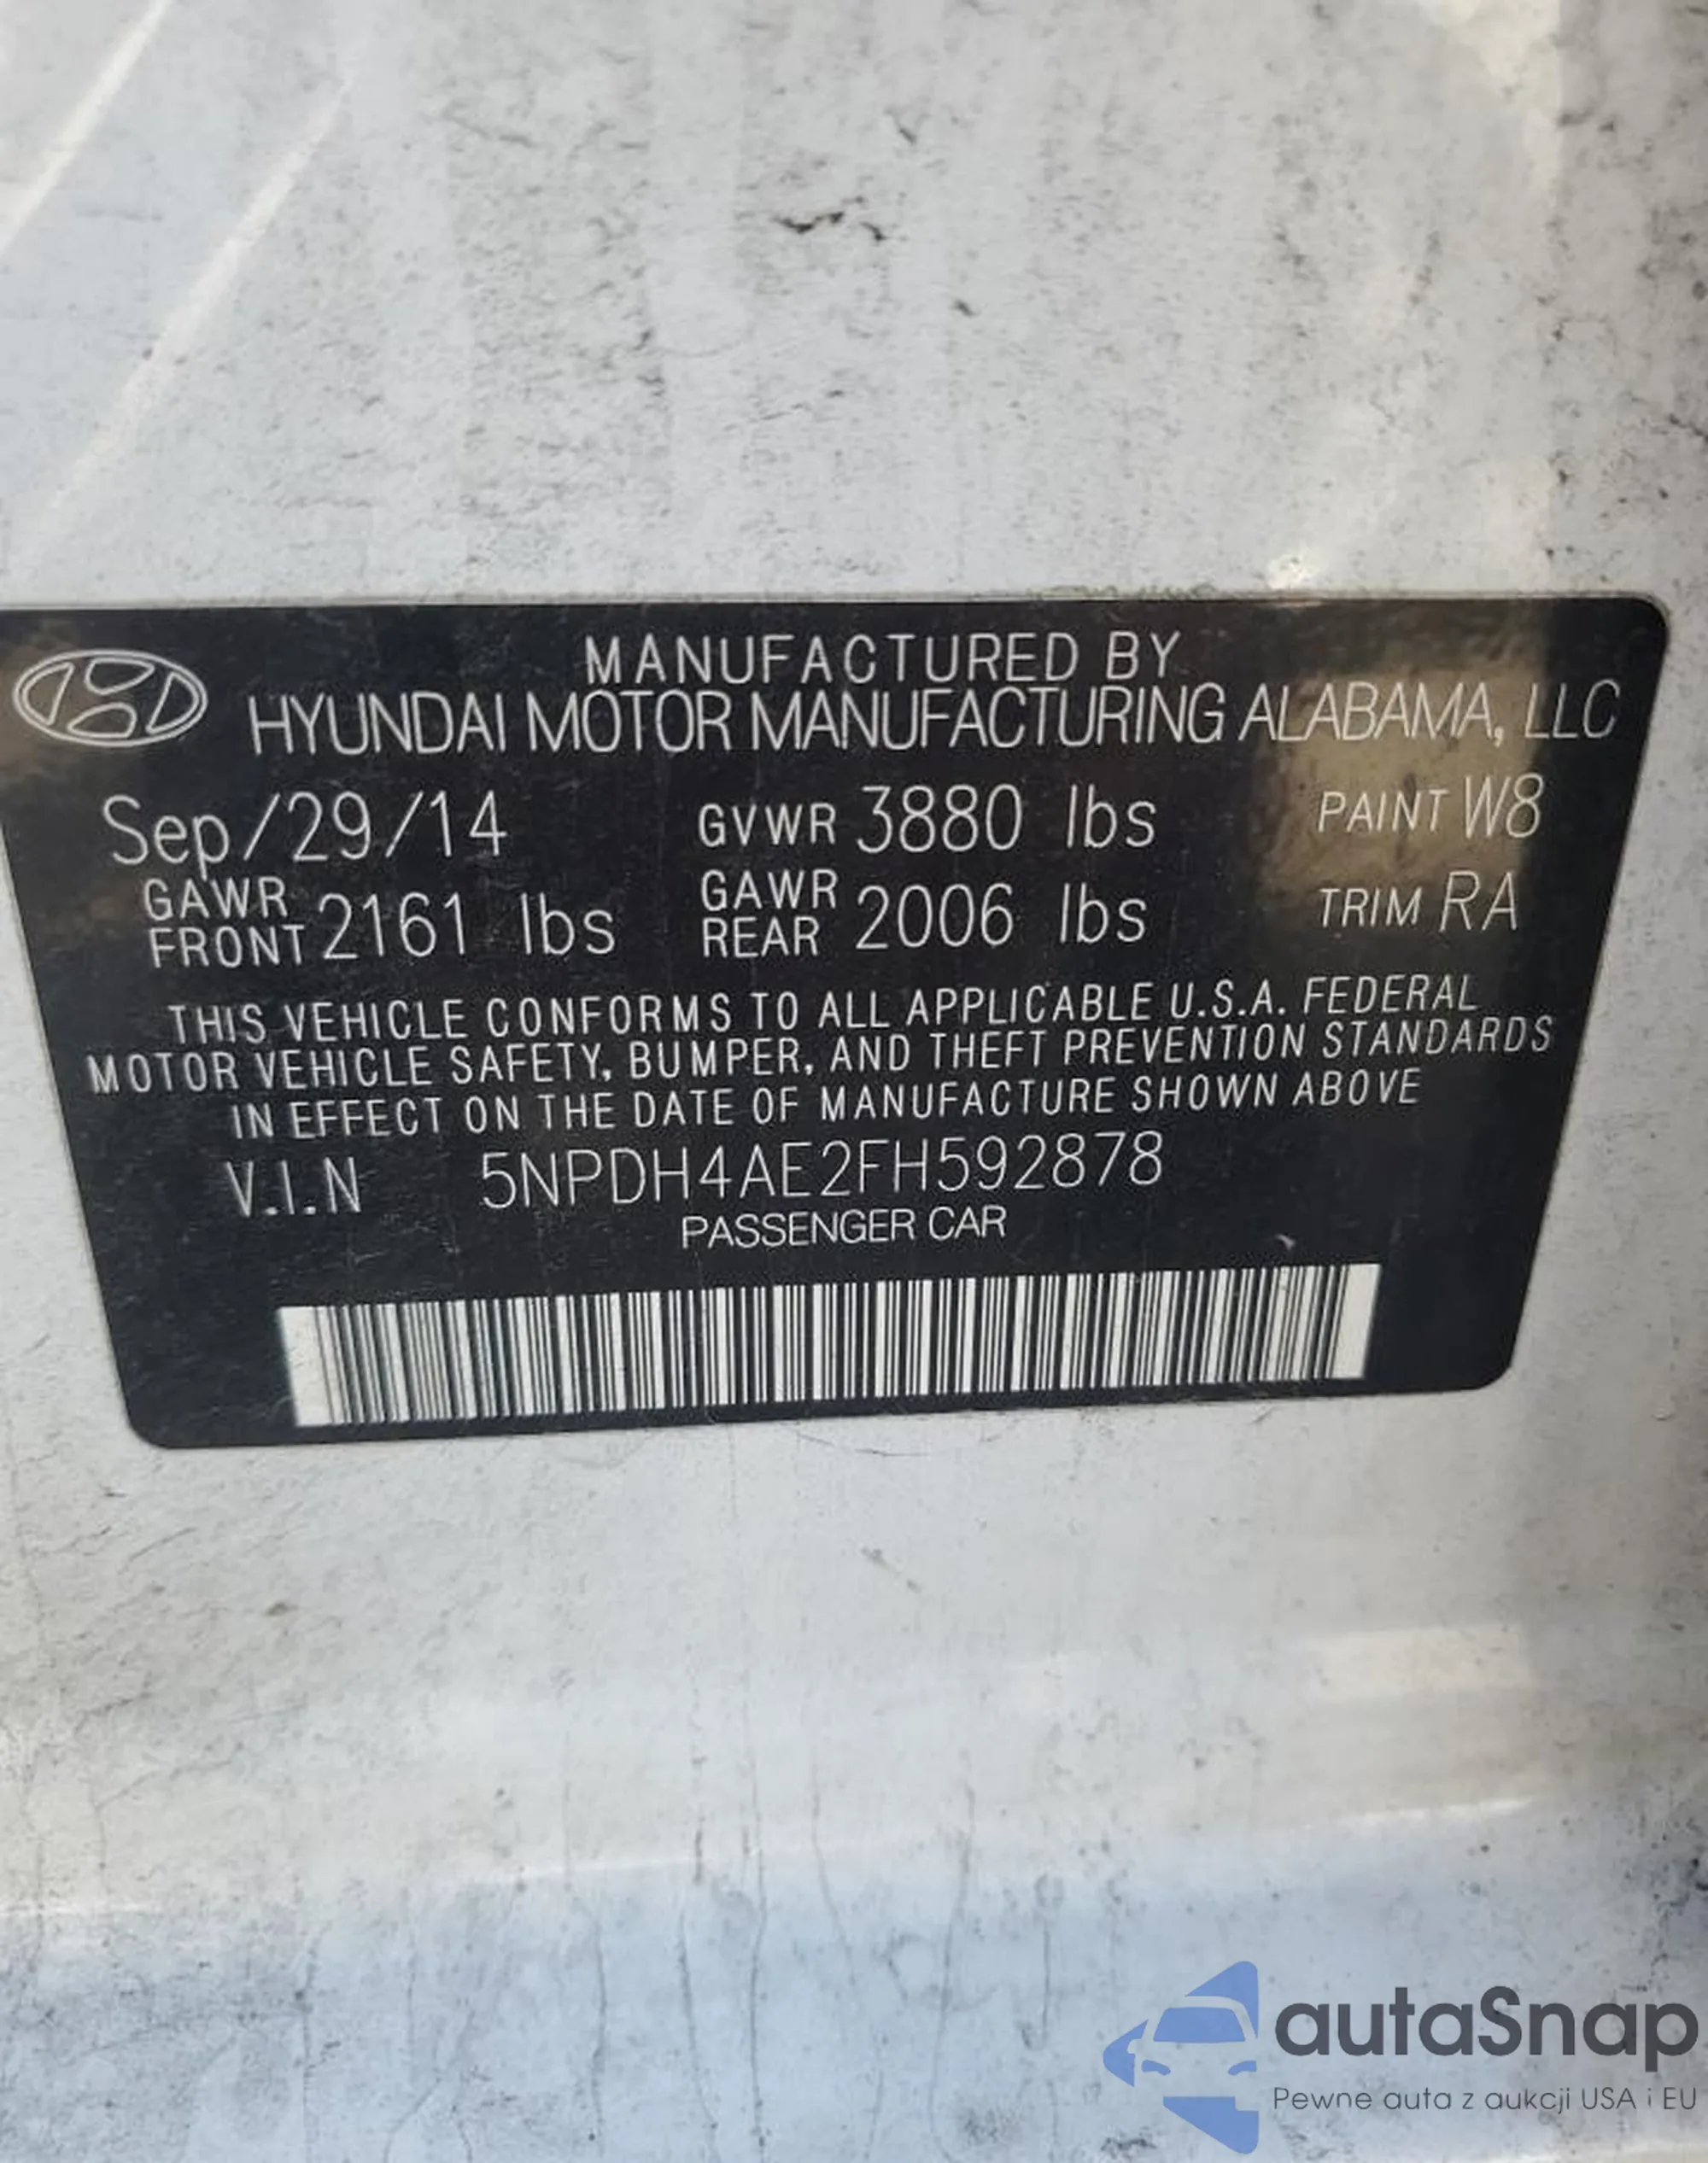 MANUFACTURED BY
HYUNDAI MOTOR MANUFACTURING ALABAMA, LLC
Sep/29/14 GVWR 3880 lbs PAINT W8
GAWR FRONT 2161 lbs GAWR REAR 2006 lbs TRIM RA
THIS VEHICLE CONFORMS TO ALL APPLICABLE U.S.A. FEDERAL
MOTOR VEHICLE SAFETY, BUMPER, AND THEFT PREVENTION STANDARDS
IN EFFECT ON THE DATE OF MANUFACTURE SHOWN ABOVE
V.I.N 5NPDH4AE2FH592878
PASSENGER CAR
autaSnap
Pewne auta z aukcji USA i EU